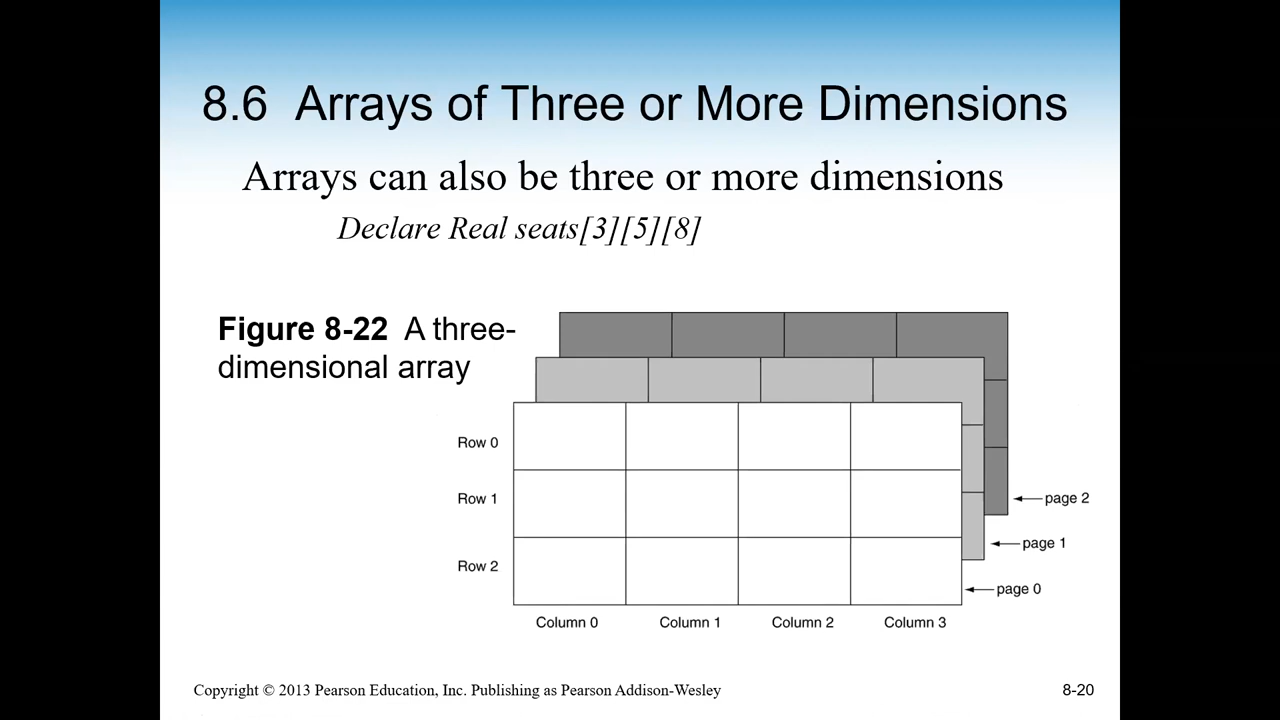 8.6 Arrays of Three or More Dimensions
Arrays can also be three or more dimensions
Declare Real seats[3][5][8]
Figure 8-22 A three-
dimensional array
Row 0
Row 1
Row 2
page 2
page 1
page 0
Column 0 Column 1 Column 2 Column 3
Copyright © 2013 Pearson Education, Inc. Publishing as Pearson Addison-Wesley
8-20